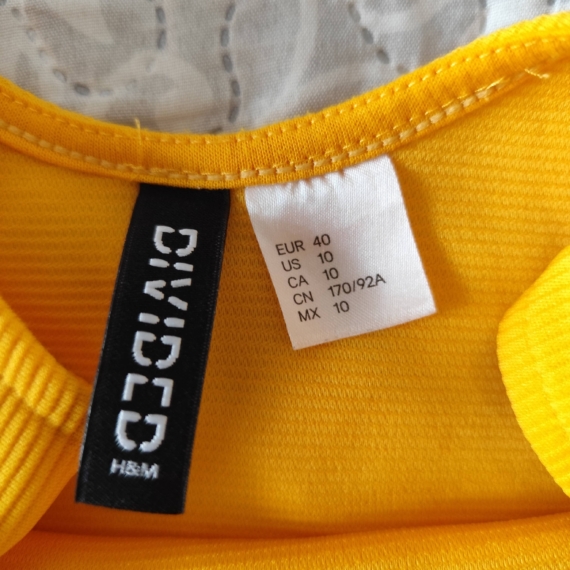 DIVIDED
H&M
EUR 40
US 10
CA 10
CN 170/92A
MX 10